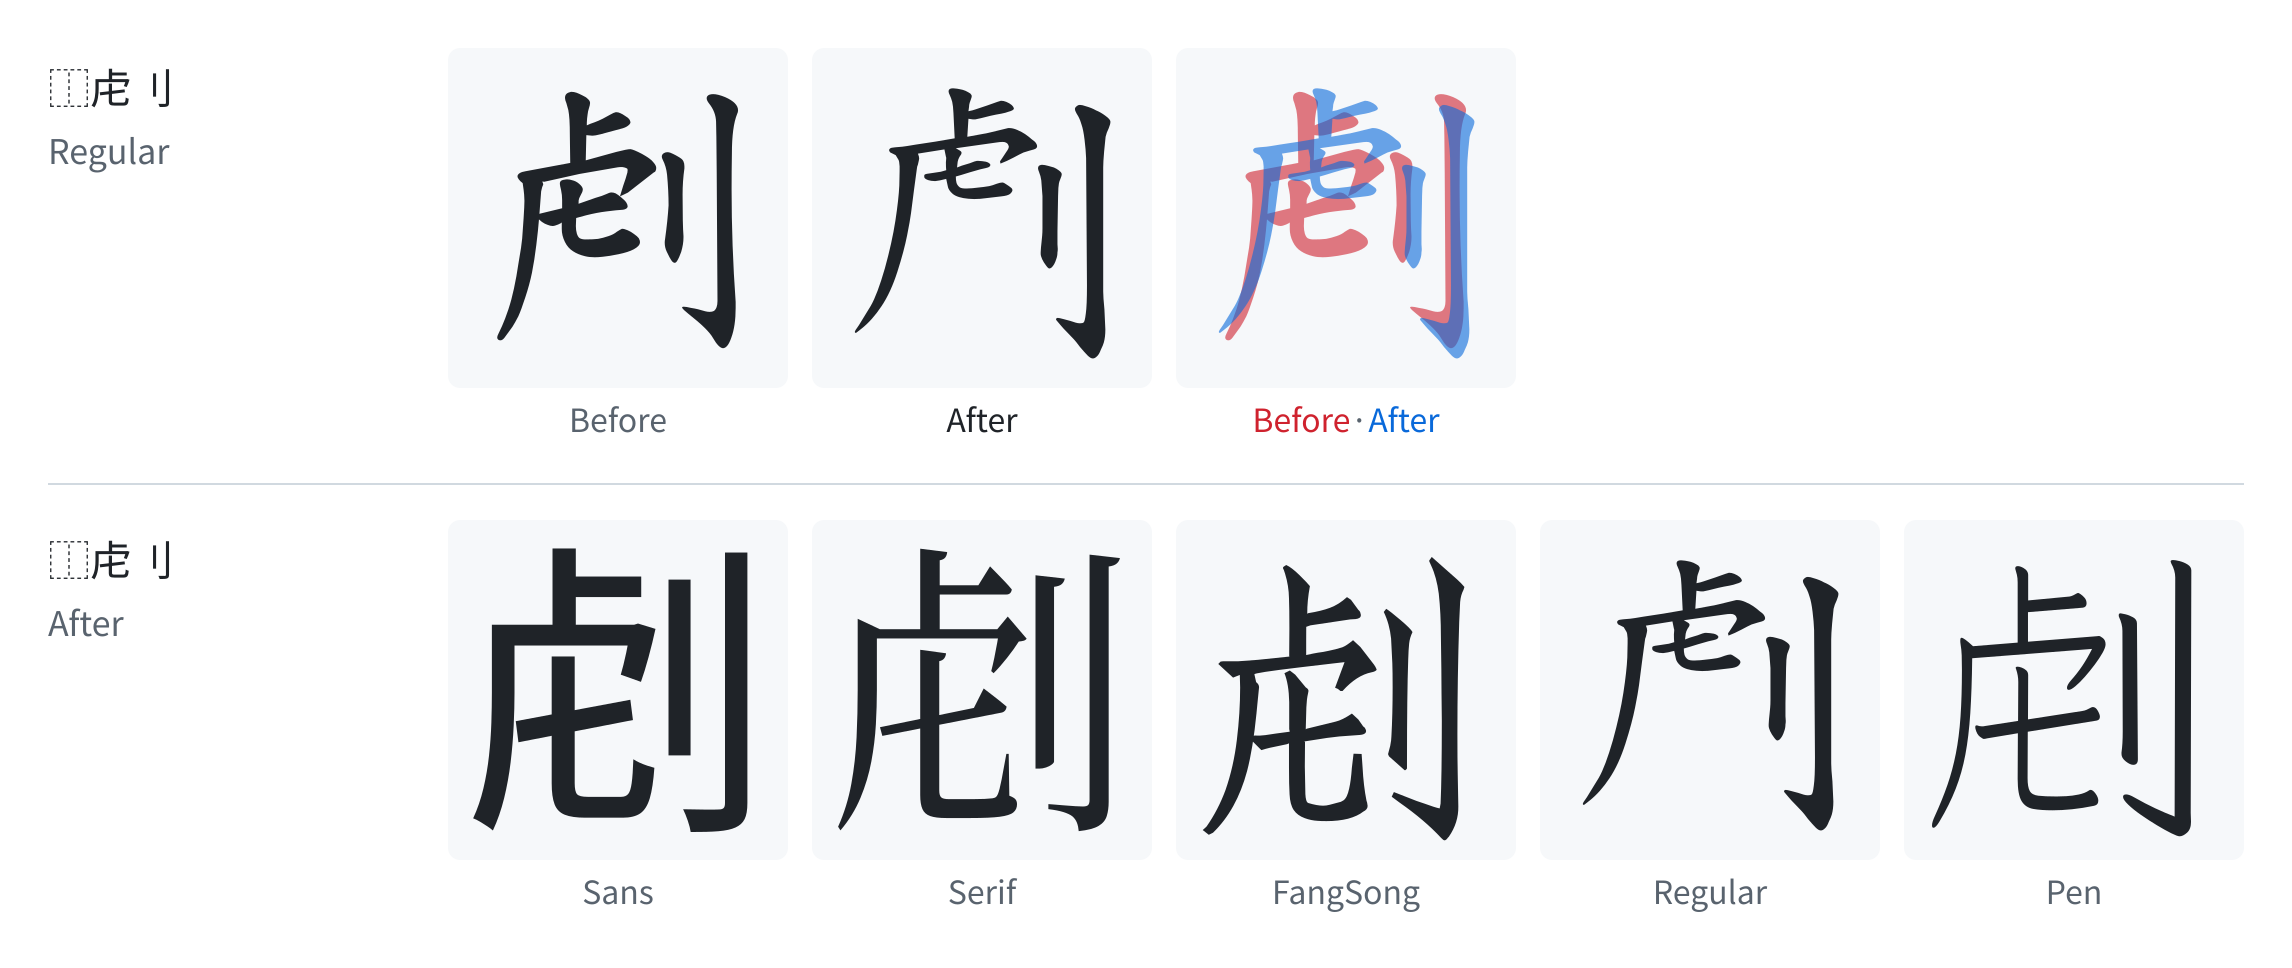 ⿰虍刂
Regular
Before
After
Before · After
⿰虍刂
After
Sans
Serif
FangSong
Regular
Pen